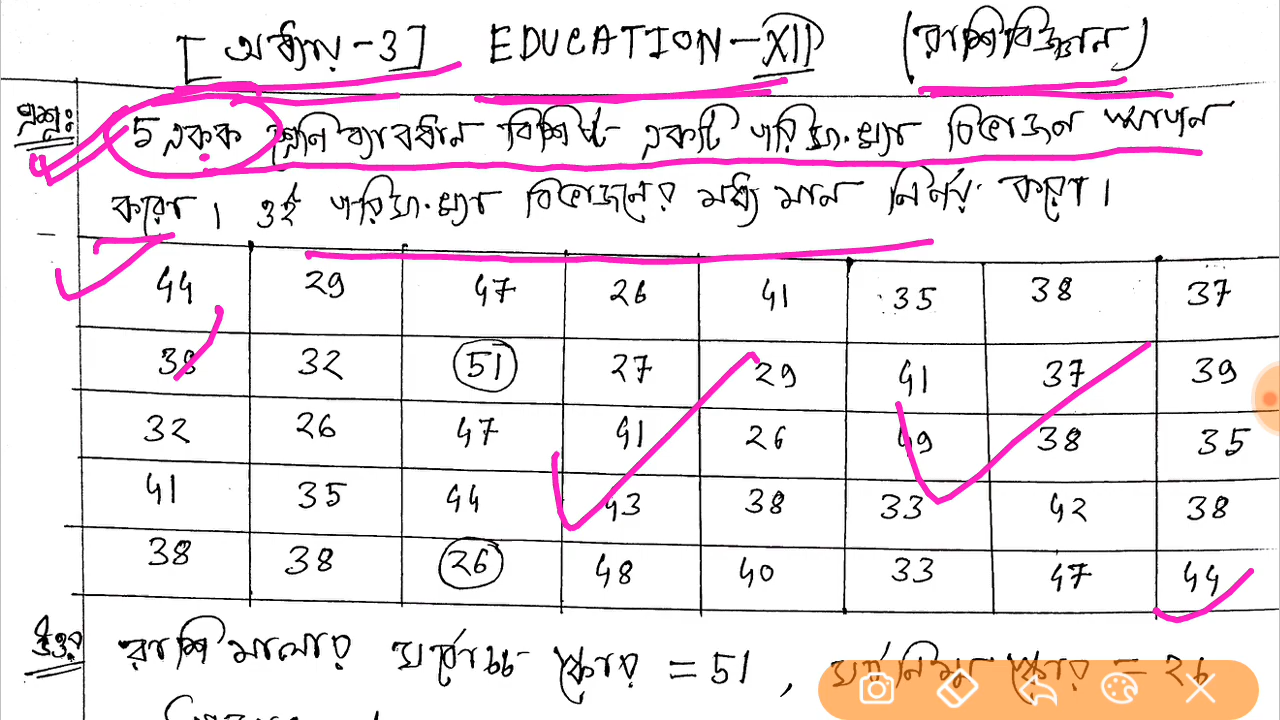 [অধ্যায় - 3] EDUCATION - XII (রাশিবিজ্ঞান)
প্রশ্ন: 5 একক শ্রেণি ব্যাবধান বিশিষ্ট একটি পরিসংখ্যা বিভাজন স্থাপন
করো। ওই পরিসংখ্যা বিভাজনের মধ্যমান নির্ণয় করো।
44 29 47 26 41 35 38 37
38 32 51 27 29 41 37 39
32 26 47 41 26 49 38 35
41 35 44 43 38 33 42 38
38 38 26 48 40 33 47 44
উত্তর রাশিমালার সর্বোচ্চ স্কোর = 51, সর্বনিম্ন স্কোর = 26